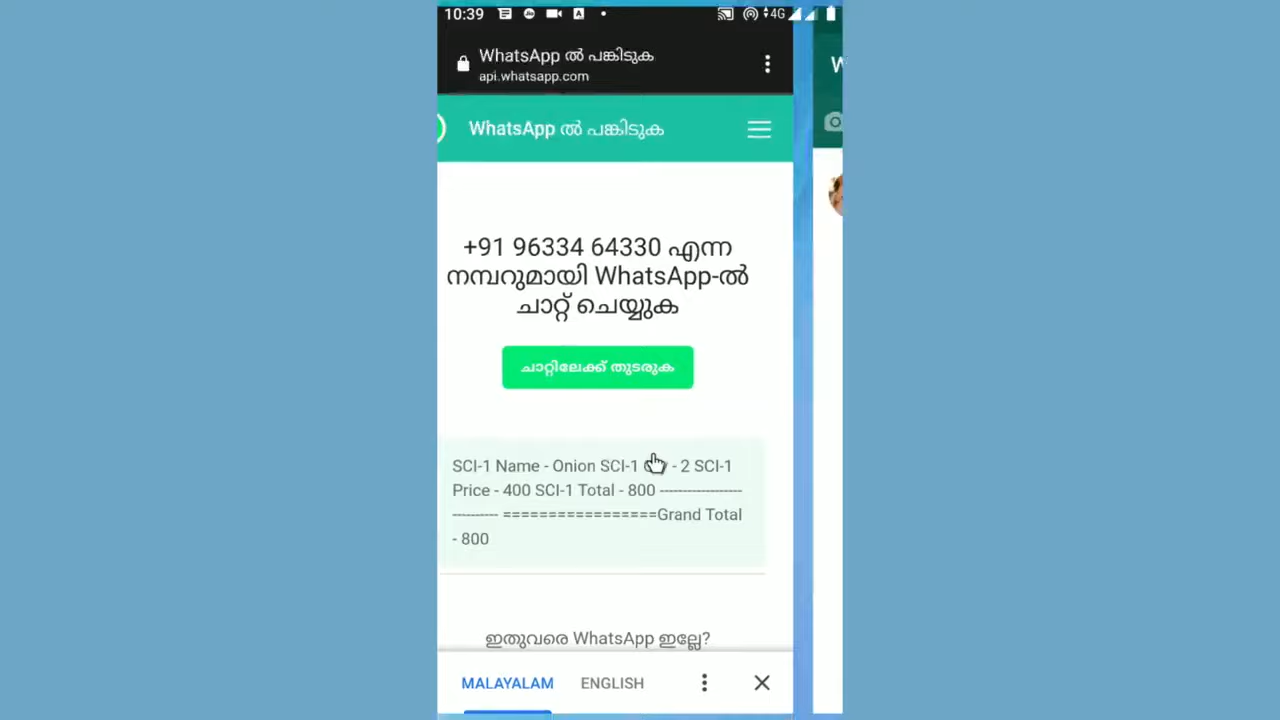 10:39
4G
WhatsApp ൽ പങ്കിടുക
api.whatsapp.com
WhatsApp ൽ പങ്കിടുക
+91 96334 64330 എന്ന
നമ്പറുമായി WhatsApp-ൽ
ചാറ്റ് ചെയ്യുക
ചാറ്റിലേക്ക് തുടരുക
SCI-1 Name - Onion SCI-1 - 2 SCI-1
Price - 400 SCI-1 Total - 800 ------------------
---------- =================Grand Total
- 800
ഇതുവരെ WhatsApp ഇല്ലേ?
MALAYALAM ENGLISH